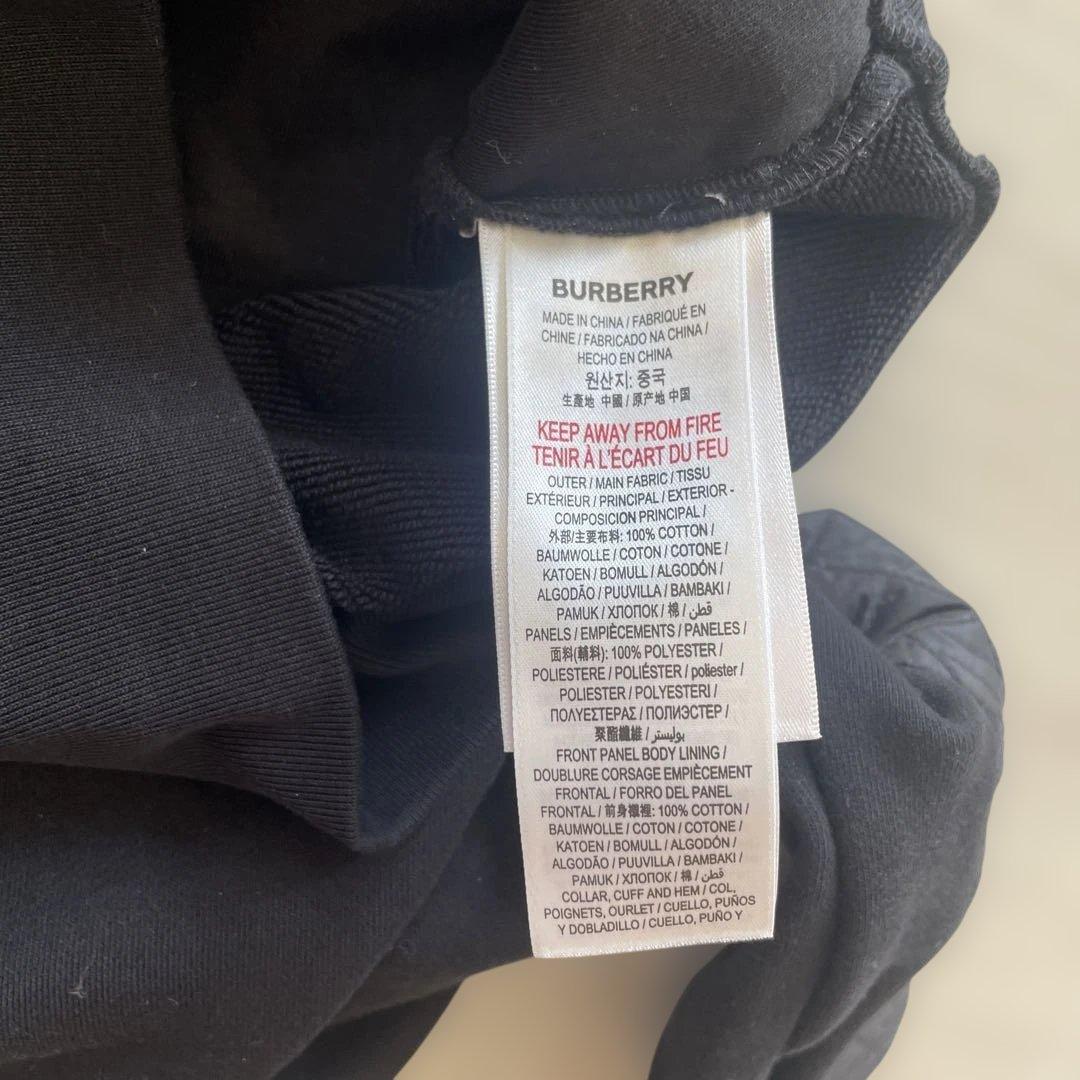 BURBERRY
MADE IN CHINA / FABRIQUÉ EN
CHINE / FABRICADO NA CHINA /
HECHO EN CHINA
원산지: 중국
生產地 中國 / 原产地 中国
KEEP AWAY FROM FIRE
TENIR À L'ÉCART DU FEU
OUTER / MAIN FABRIC / TISSU
EXTÉRIEUR / PRINCIPAL / EXTERIOR -
COMPOSICION PRINCIPAL /
外部/主要布料: 100% COTTON /
BAUMWOLLE / COTON / COTONE /
KATOEN / BOMULL / ALGODÓN /
ALGODÃO / PUUVILLA / BAMBAKI /
PAMUK / ХЛОПОК / 棉 / قطن
PANELS / EMPIÈCEMENTS / PANELES /
面料(輔料): 100% POLYESTER /
POLIESTERE / POLIÉSTER / poliester /
POLIESTER / POLYESTERI /
ΠΟΛΥΕΣΤΕΡΑΣ / ПОЛИЭСТЕР /
聚酯纖維 / بوليستر
FRONT PANEL BODY LINING /
DOUBLURE CORSAGE EMPIÈCEMENT
FRONTAL / FORRO DEL PANEL
FRONTAL / 前身襯裡: 100% COTTON /
BAUMWOLLE / COTON / COTONE /
KATOEN / BOMULL / ALGODÓN /
ALGODÃO / PUUVILLA / BAMBAKI /
PAMUK / ХЛОПОК / 棉 / قطن
COLLAR, CUFF AND HEM / COL,
POIGNETS, OURLET / CUELLO, PUÑOS
Y DOBLADILLO / CUELLO, PUÑO Y